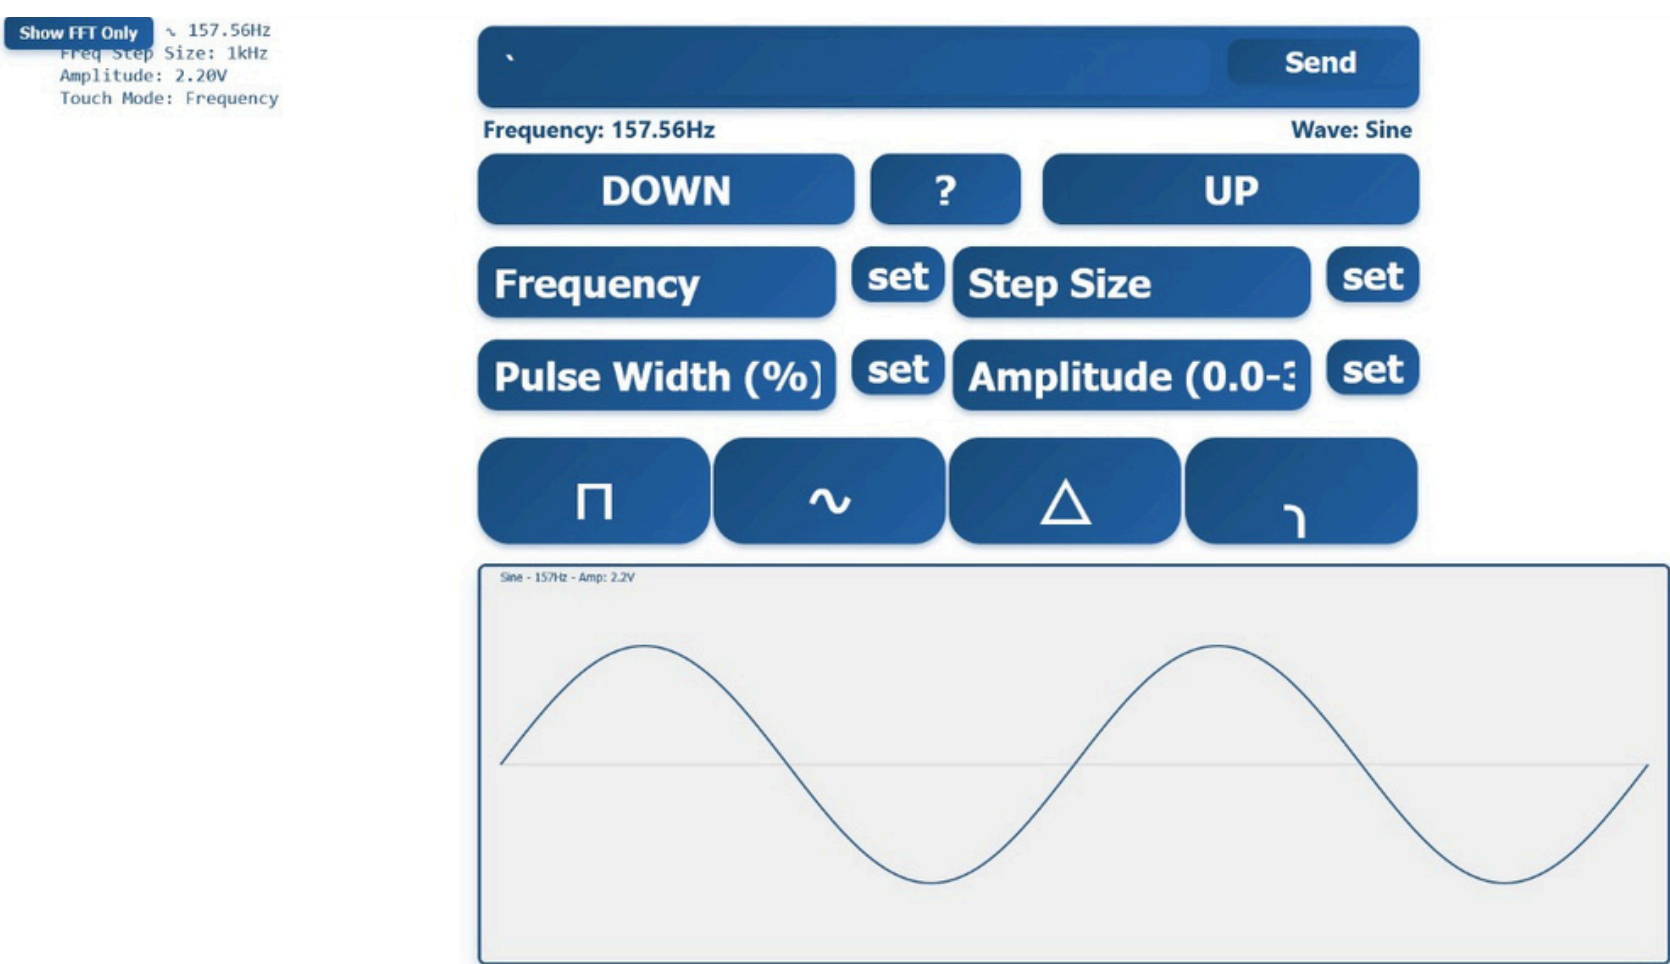 Show FFT Only ∿ 157.56Hz
Freq Step Size: 1kHz
Amplitude: 2.20V
Touch Mode: Frequency
` Send
Frequency: 157.56Hz Wave: Sine
DOWN ? UP
Frequency set Step Size set
Pulse Width (%) set Amplitude (0.0-3 set
Sine - 157Hz - Amp: 2.2V